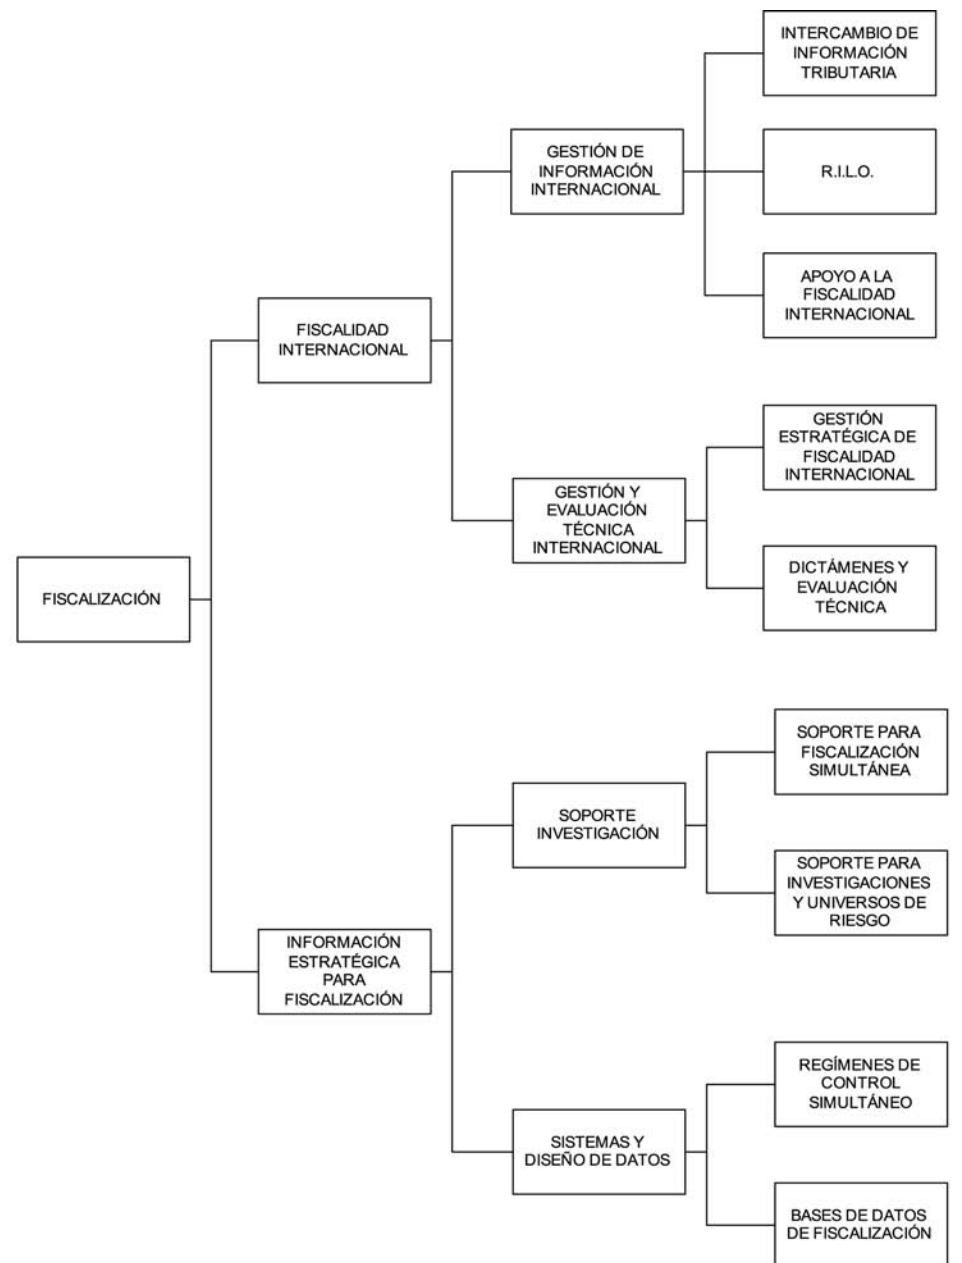 INTERCAMBIO DE
INFORMACIÓN
TRIBUTARIA
GESTIÓN DE
INFORMACIÓN
INTERNACIONAL
R.I.L.O.
APOYO A LA
FISCALIDAD
INTERNACIONAL
FISCALIDAD
INTERNACIONAL
GESTIÓN
ESTRATÉGICA DE
FISCALIDAD
INTERNACIONAL
GESTIÓN Y
EVALUACIÓN
TÉCNICA
INTERNACIONAL
DICTÁMENES Y
EVALUACIÓN
TÉCNICA
FISCALIZACIÓN
SOPORTE PARA
FISCALIZACIÓN
SIMULTÁNEA
SOPORTE
INVESTIGACIÓN
SOPORTE PARA
INVESTIGACIONES
Y UNIVERSOS DE
RIESGO
INFORMACIÓN
ESTRATÉGICA
PARA
FISCALIZACIÓN
REGÍMENES DE
CONTROL
SIMULTÁNEO
SISTEMAS Y
DISEÑO DE DATOS
BASES DE DATOS
DE FISCALIZACIÓN